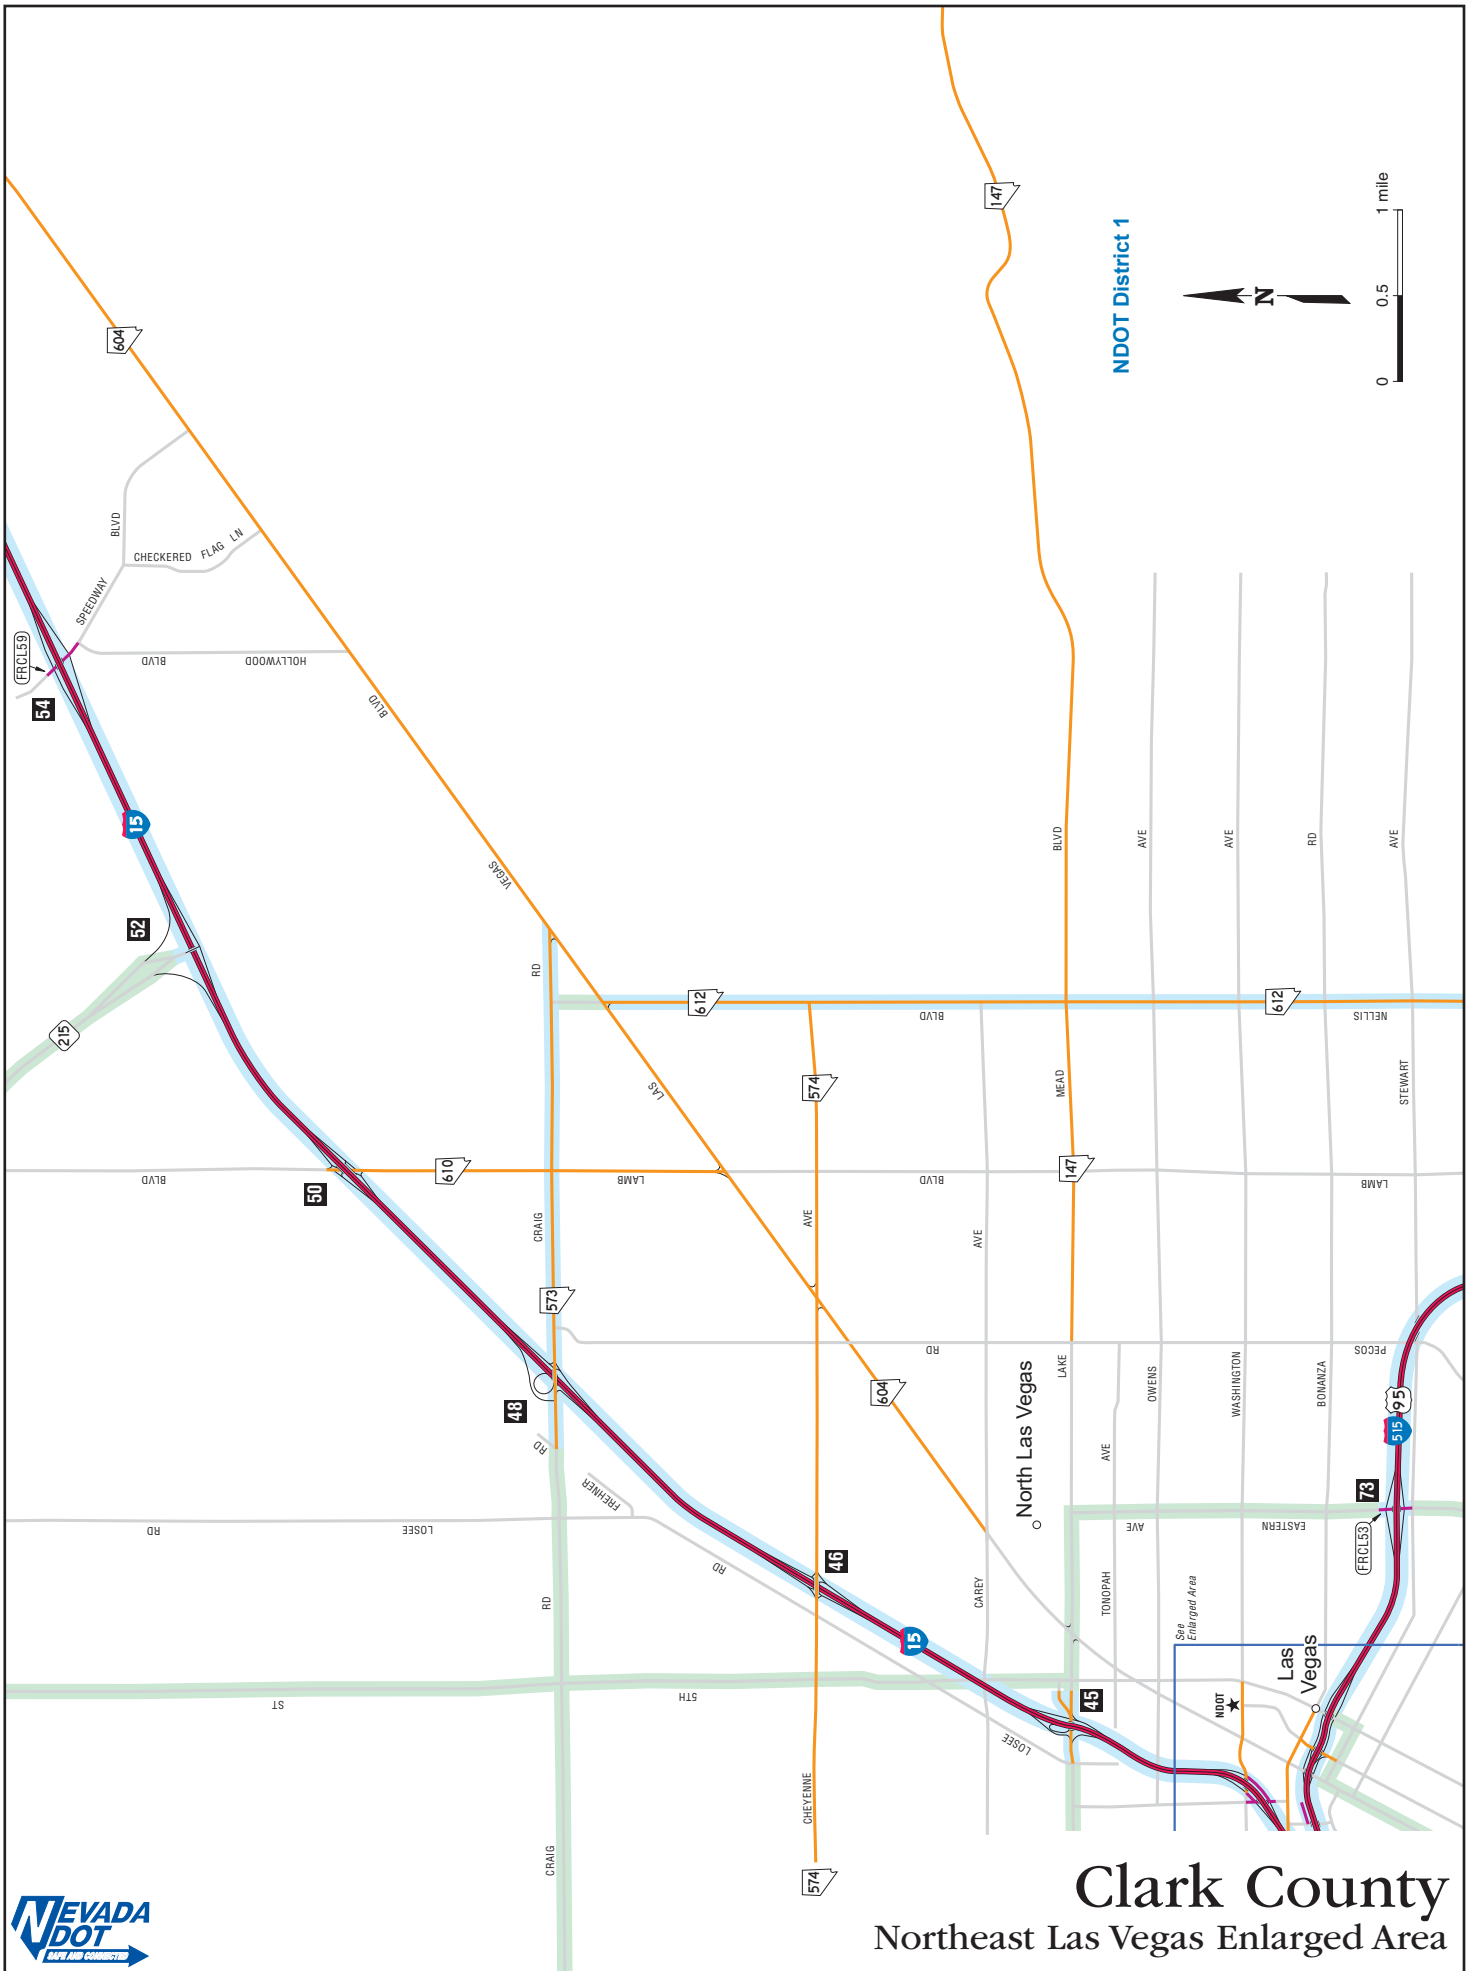 604
147
NDOT District 1
N
0
0.5
1 mile
BLVD
CHECKERED
FLAG LN
SPEEDWAY
FRCL59
54
BLVD
HOLLYWOOD
BLVD
15
52
VEGAS
215
RD
612
BLVD
612
NELLIS
BLVD
AVE
AVE
RD
AVE
LAS
574
MEAD
STEWART
BLVD
50
610
LAMB
BLVD
147
LAMB
CRAIG
AVE
AVE
573
RD
PECOS
604
North Las Vegas
LAKE
OWENS
WASHINGTON
BONANZA
95
515
48
RD
FREHNER
AVE
73
RD
LOSEE
AVE
EASTERN
FRCL53
RD
46
RD
CAREY
TONOPAH
See
Enlarged Area
15
Las
Vegas
ST
5TH
45
NDOT
LOSEE
CHEYENNE
CRAIG
574
NEVADA
DOT
SAFE AND CONNECTED
Clark County
Northeast Las Vegas Enlarged Area